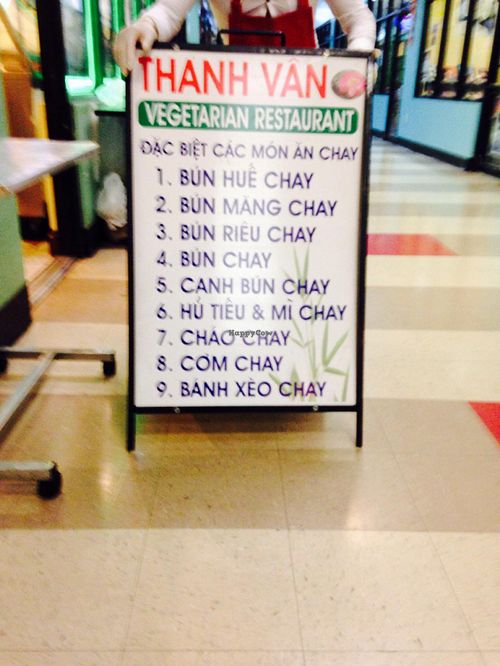 THANH VÂN
VEGETARIAN RESTAURANT
ĐẶC BIỆT CÁC MÓN ĂN CHAY
1. BÚN HUẾ CHAY
2. BÚN MĂNG CHAY
3. BÚN RIÊU CHAY
4. BÚN CHAY
5. CANH BÚN CHAY
6. HỦ TIẾU & MÌ CHAY
7. CHÁO CHAY
HappyCow
8. CƠM CHAY
9. BÁNH XÈO CHAY